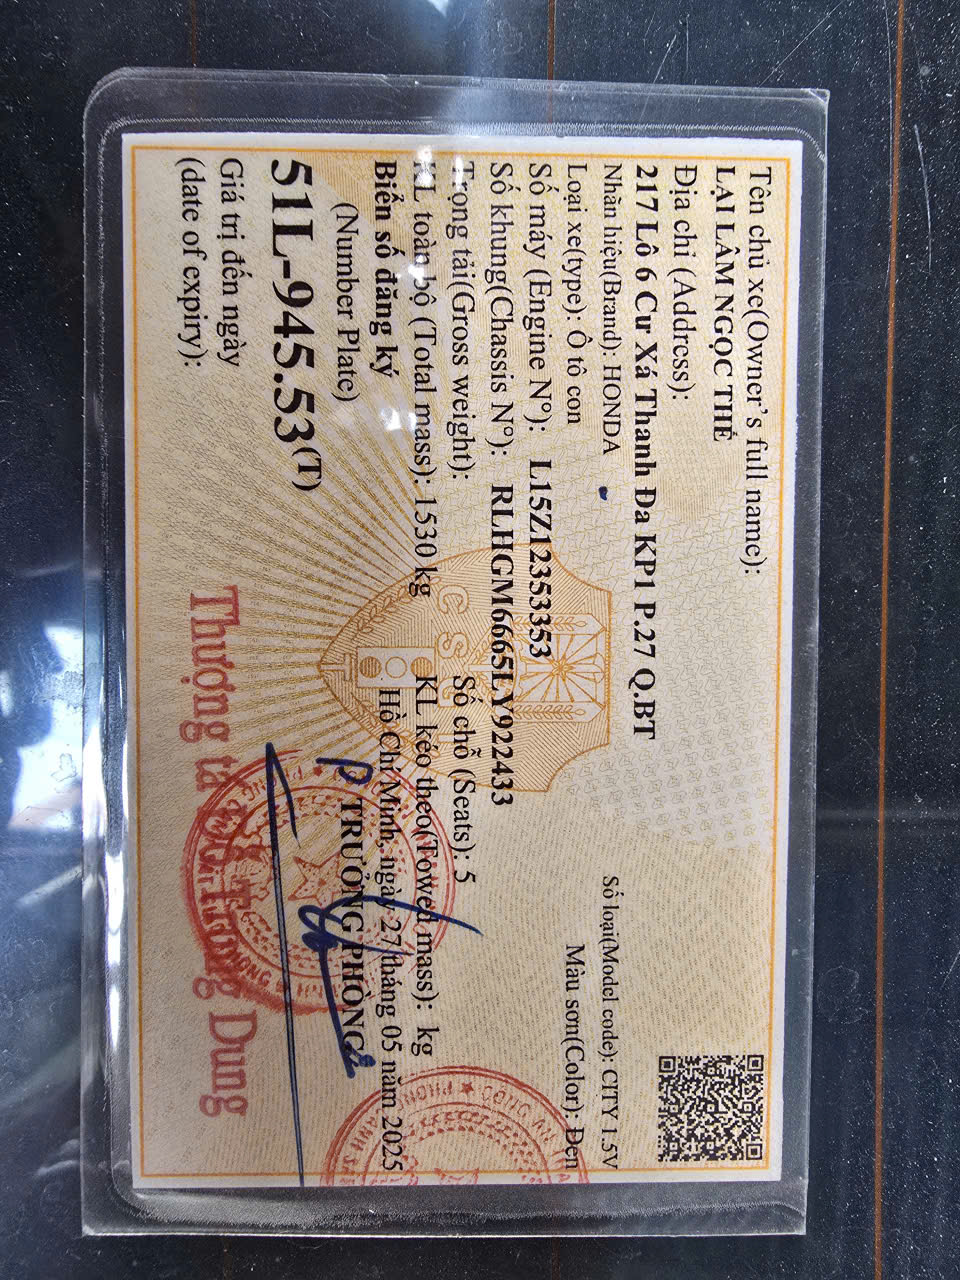 Tên chủ xe(Owner's full name):
LẠI LÂM NGỌC THẾ
Địa chỉ (Address):
217 Lô 6 Cư Xá Thanh Đa KP1 P.27 Q.BT
Nhãn hiệu(Brand): HONDA Số loại(Model code): CITY 1.5V
Loại xe(type): Ô tô con Màu sơn(Color): Đen
Số máy (Engine N°): L15Z12353353
Số khung(Chassis N°): RLHGM6665LY922433
Trọng tải(Gross weight): Số chỗ (Seats): 5
KL toàn bộ (Total mass): 1530 kg KL kéo theo(Towed mass): kg
Biển số đăng ký Hồ Chí Minh, ngày 27 tháng 05 năm 2025
(Number Plate) P TRƯỞNG PHÒNG
51L-945.53(T)
Giá trị đến ngày
(date of expiry):
Thượng tá Trung Dung
CSGT